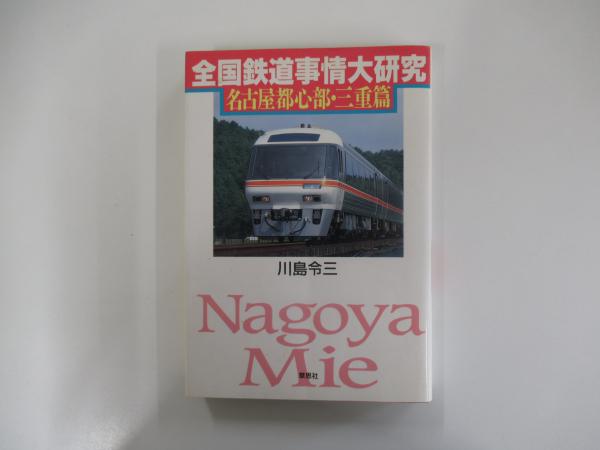 全国鉄道事情大研究
名古屋都心部・三重篇
川島令三
Nagoya
Mie
草思社